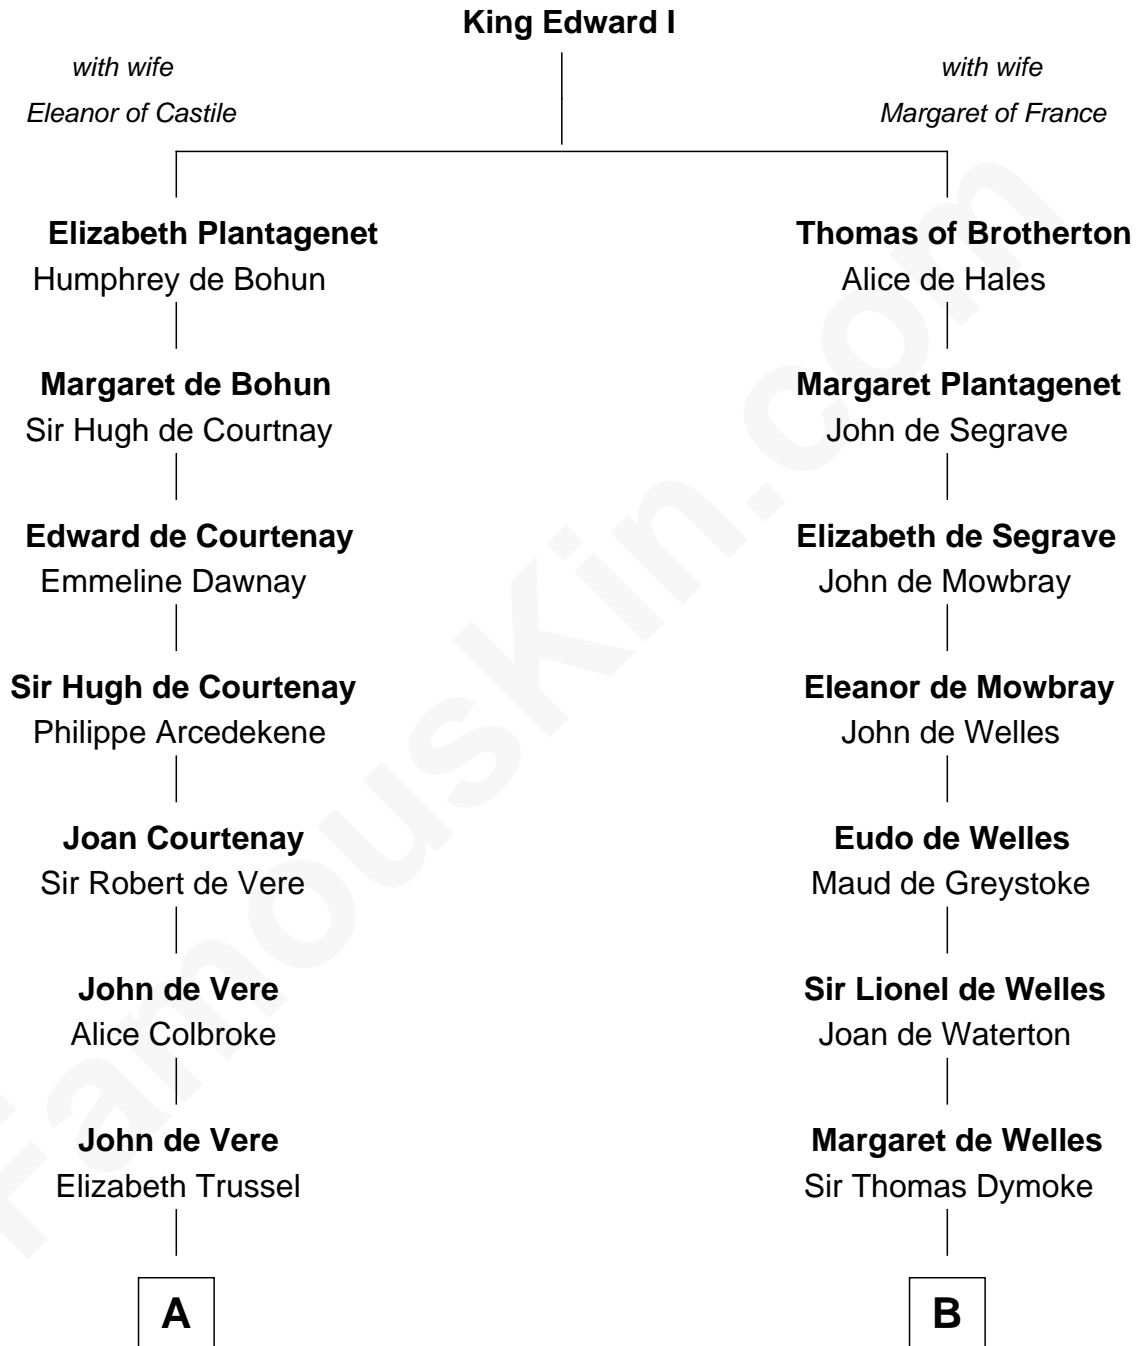 King Edward I
with wife
Eleanor of Castile
with wife
Margaret of France
Elizabeth Plantagenet
Humphrey de Bohun
Thomas of Brotherton
Alice de Hales
Margaret de Bohun
Sir Hugh de Courtnay
Margaret Plantagenet
John de Segrave
Edward de Courtenay
Emmeline Dawnay
Elizabeth de Segrave
John de Mowbray
Sir Hugh de Courtenay
Philippe Arcedekene
Eleanor de Mowbray
John de Welles
Joan Courtenay
Sir Robert de Vere
Eudo de Welles
Maud de Greystoke
John de Vere
Alice Colbroke
Sir Lionel de Welles
Joan de Waterton
John de Vere
Elizabeth Trussel
Margaret de Welles
Sir Thomas Dymoke
A
B
FamousKin.com